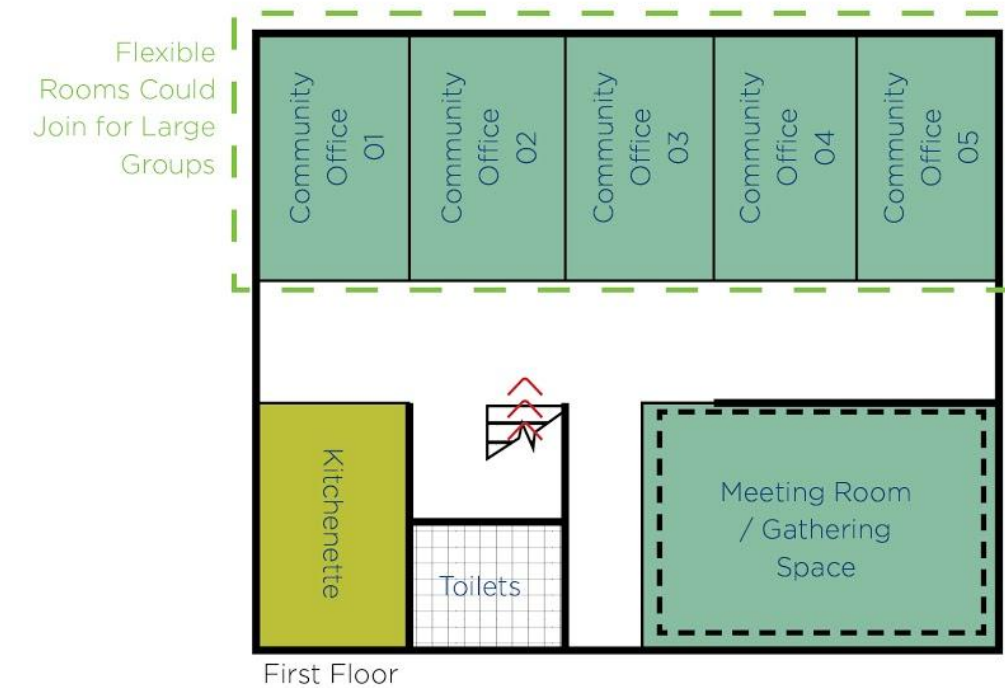 Flexible
Rooms Could
Join for Large
Groups
Community
Office
01
Community
Office
02
Community
Office
03
Community
Office
04
Community
Office
05
Kitchenette
Toilets
Meeting Room
/ Gathering
Space
First Floor